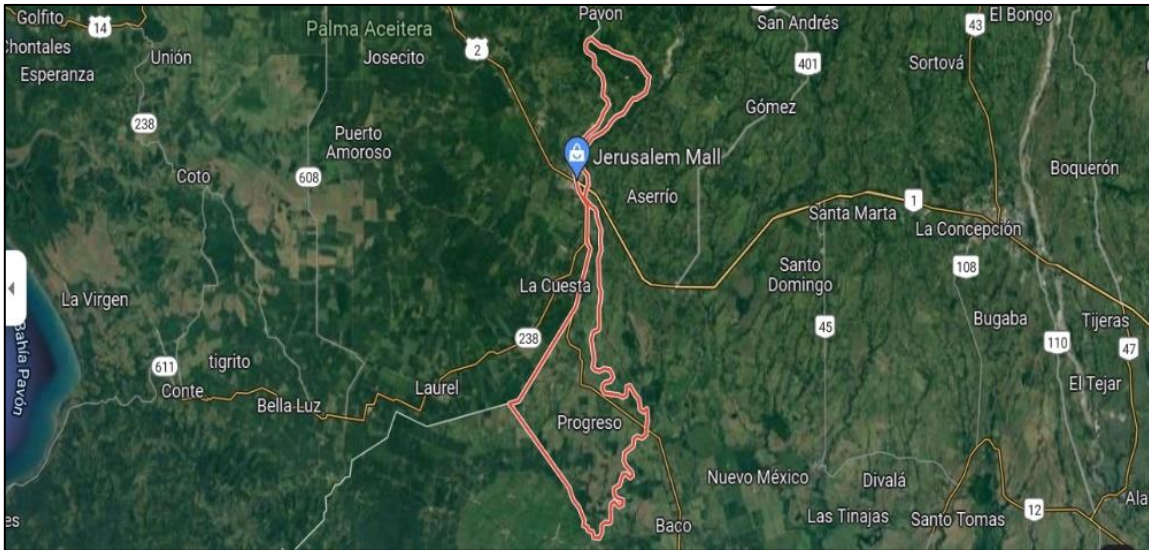 Pavon
Golfito
14
Chontales
Esperanza
Unión
Palma Aceitera
Josecito
2
San Andrés
43
El Bongo
401
Sortová
238
Puerto
Amoroso
Gómez
608
Coto
Jerusalem Mall
Aserrío
Boquerón
1
Santa Marta
La Concepción
La Cuesta
Santo
Domingo
108
La Virgen
Bahía Pavón
238
45
Bugaba
110
Tijeras
47
611
tigrito
Conte
Laurel
Bella Luz
El Tejar
Progreso
Nuevo México
Divalá
Baco
Las Tinajas
Santo Tomas
12
Ala
es